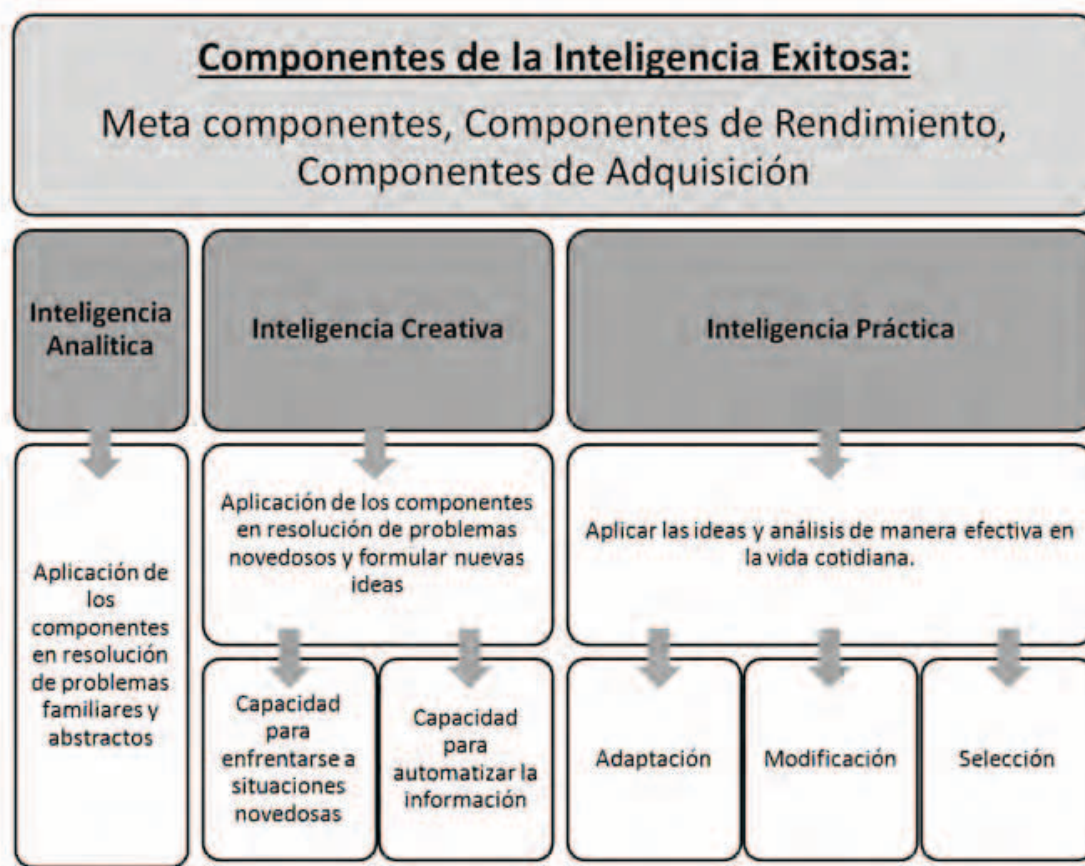 Componentes de la Inteligencia Exitosa:
Meta componentes, Componentes de Rendimiento,
Componentes de Adquisición
Inteligencia
Analitica
Inteligencia Creativa
Inteligencia Práctica
Aplicación de
los
componentes
en resolución
de problemas
familiares y
abstractos
Aplicación de los componentes
en resolución de problemas
novedosos y formular nuevas
ideas
Aplicar las ideas y análisis de manera efectiva en
la vida cotidiana.
Capacidad
para
enfrentarse a
situaciones
novedosas
Capacidad
para
automatizar la
información
Adaptación
Modificación
Selección